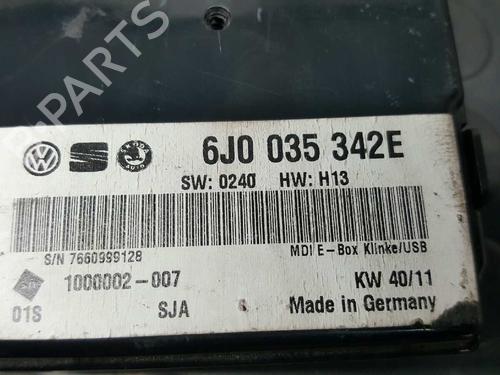 B-PARTS
6J0 035 342E
SW: 0240 HW: H13
S/N 7660999128
MDI E-Box Klinke/USB
1000002-007
KW 40/11
01S
SJA
Made in Germany